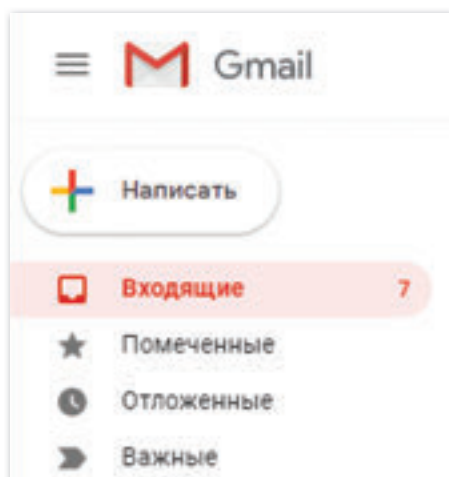 Gmail
Написать
Входящие 7
Помеченные
Отложенные
Важные